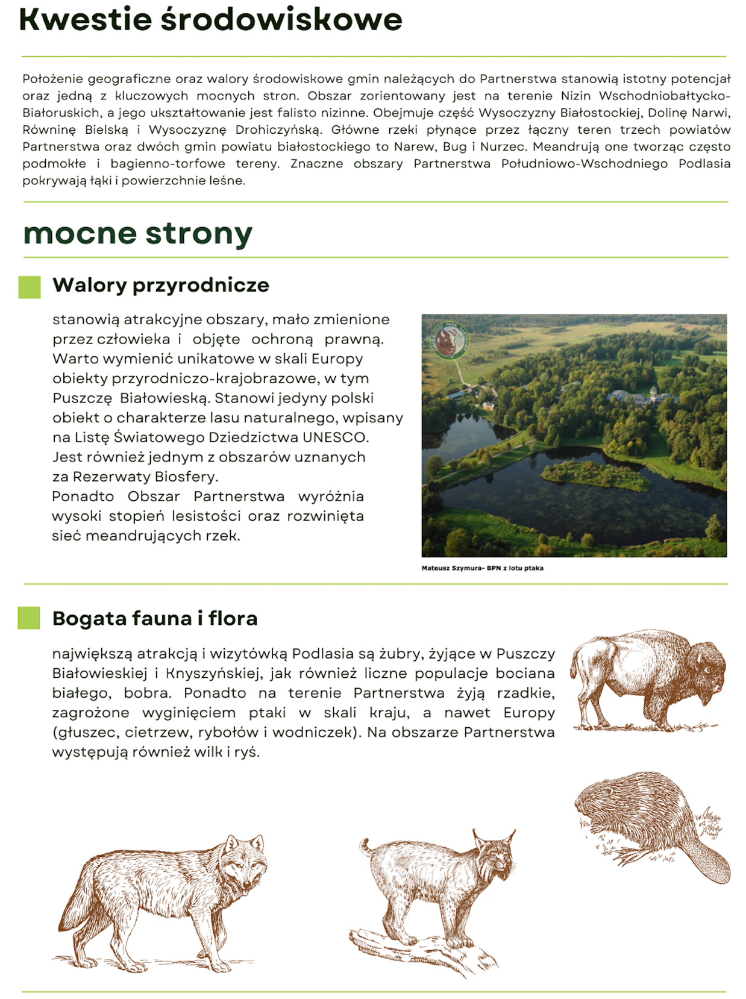 Kwestie środowiskowe
Położenie geograficzne oraz walory środowiskowe gmin należących do Partnerstwa stanowią istotny potencjał
oraz jedną z kluczowych mocnych stron. Obszar zorientowany jest na terenie Nizin Wschodniobałtycko-
Białoruskich, a jego ukształtowanie jest falisto nizinne. Obejmuje część Wysoczyzny Białostockiej, Dolinę Narwi,
Równinę Bielską i Wysoczyznę Drohiczyńską. Główne rzeki płynące przez łączny teren trzech powiatów
Partnerstwa oraz dwóch gmin powiatu białostockiego to Narew, Bug i Nurzec. Meandrują one tworząc często
podmokłe i bagienno-torfowe tereny. Znaczne obszary Partnerstwa Południowo-Wschodniego Podlasia
pokrywają łąki i powierzchnie leśne.
mocne strony
Walory przyrodnicze
stanowią atrakcyjne obszary, mało zmienione
przez człowieka i objęte ochroną prawną.
Warto wymienić unikatowe w skali Europy
obiekty przyrodniczo-krajobrazowe, w tym
Puszczę Białowieską. Stanowi jedyny polski
obiekt o charakterze lasu naturalnego, wpisany
na Listę Światowego Dziedzictwa UNESCO.
Jest również jednym z obszarów uznanych
za Rezerwaty Biosfery.
Ponadto Obszar Partnerstwa wyróżnia
wysoki stopień lesistości oraz rozwinięta
sieć meandrujących rzek.
Mateusz Szymura- BPN z lotu ptaka
Bogata fauna i flora
największą atrakcją i wizytówką Podlasia są żubry, żyjące w Puszczy
Białowieskiej i Knyszyńskiej, jak również liczne populacje bociana
białego, bobra. Ponadto na terenie Partnerstwa żyją rzadkie,
zagrożone wyginięciem ptaki w skali kraju, a nawet Europy
(głuszec, cietrzew, rybołów i wodniczek). Na obszarze Partnerstwa
występują również wilk i ryś.